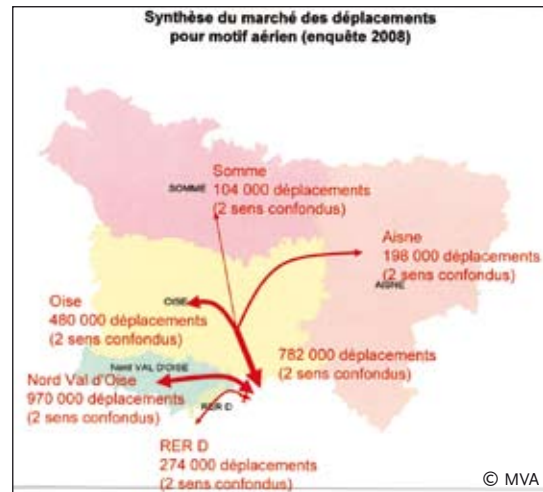 Synthèse du marché des déplacements
pour motif aérien (enquête 2008)
Somme
SOMME
104 000 déplacements
(2 sens confondus)
Aisne
198 000 déplacements
(2 sens confondus)
AISNE
Oise
OISE
480 000 déplacements
(2 sens confondus)
782 000 déplacements
(2 sens confondus)
Nord VAL D'OISE
Nord Val d'Oise
970 000 déplacements
(2 sens confondus)
RER D
RER D
274 000 déplacements
(2 sens confondus)
© MVA